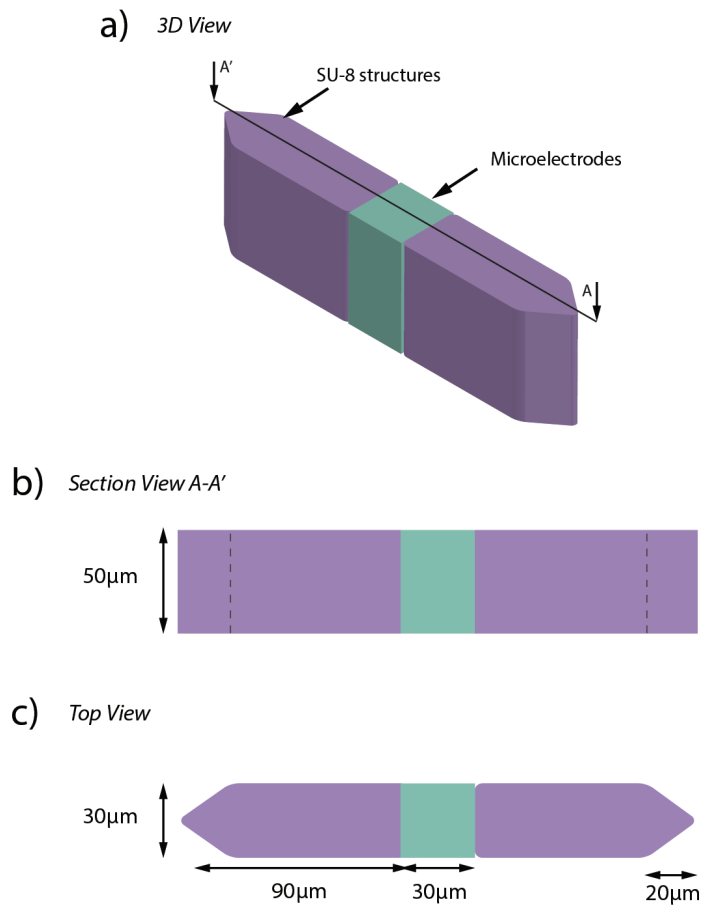 a) 3D View
A'
SU-8 structures
Microelectrodes
A
b) Section View A-A'
50µm
c) Top View
30µm
90µm
30µm
20µm